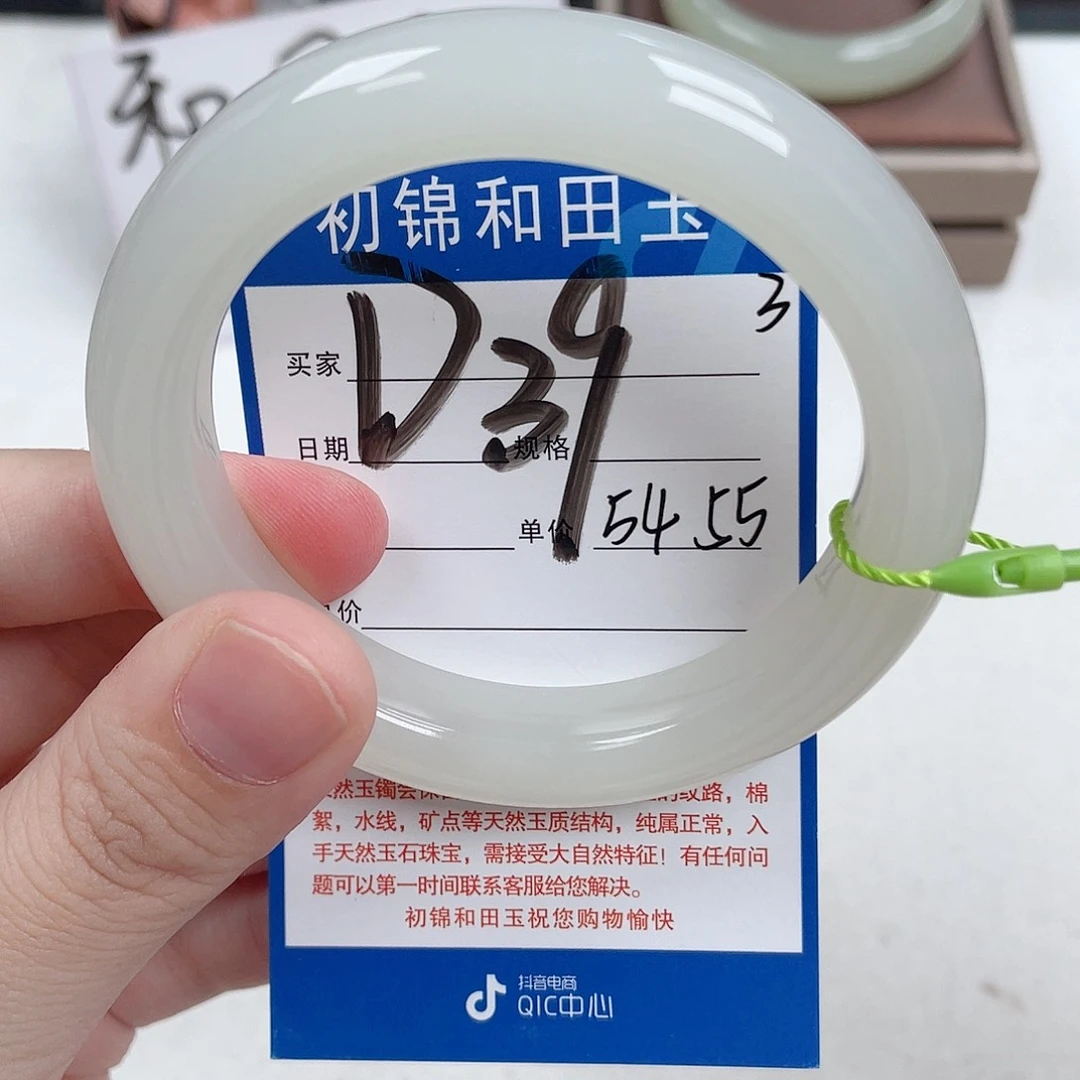 和
初锦和田玉
3
买家 D39
日期 规格
单价 54.55
价
然玉镯会保
的纹路，棉
絮，水线，矿点等天然玉质结构，纯属正常，入
手天然玉石珠宝，需接受大自然特征！有任何问
题可以第一时间联系客服给您解决。
初锦和田玉祝您购物愉快
抖音电商
QIC中心